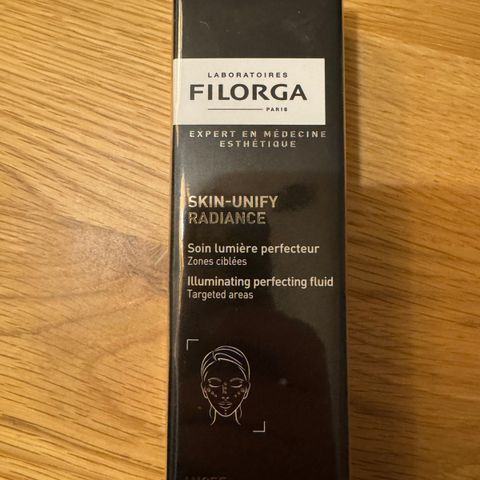 LABORATOIRES
FILORGA
PARIS
EXPERT EN MÉDECINE
ESTHÉTIQUE
SKIN-UNIFY
RADIANCE
Soin lumière perfecteur
Zones ciblées
Illuminating perfecting fluid
Targeted areas